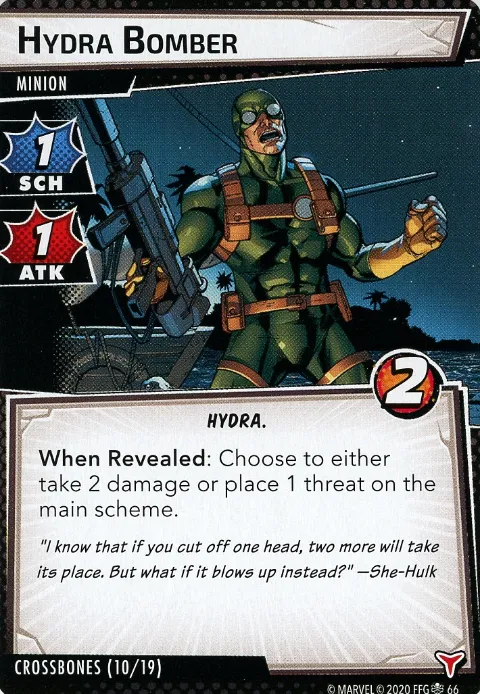 HYDRA BOMBER
MINION
1
SCH
1
ATK
2
HYDRA.
When Revealed: Choose to either
take 2 damage or place 1 threat on the
main scheme.
"I know that if you cut off one head, two more will take
its place. But what if it blows up instead?" —She-Hulk
CROSSBONES (10/19)
© MARVEL © 2020 FFG 66